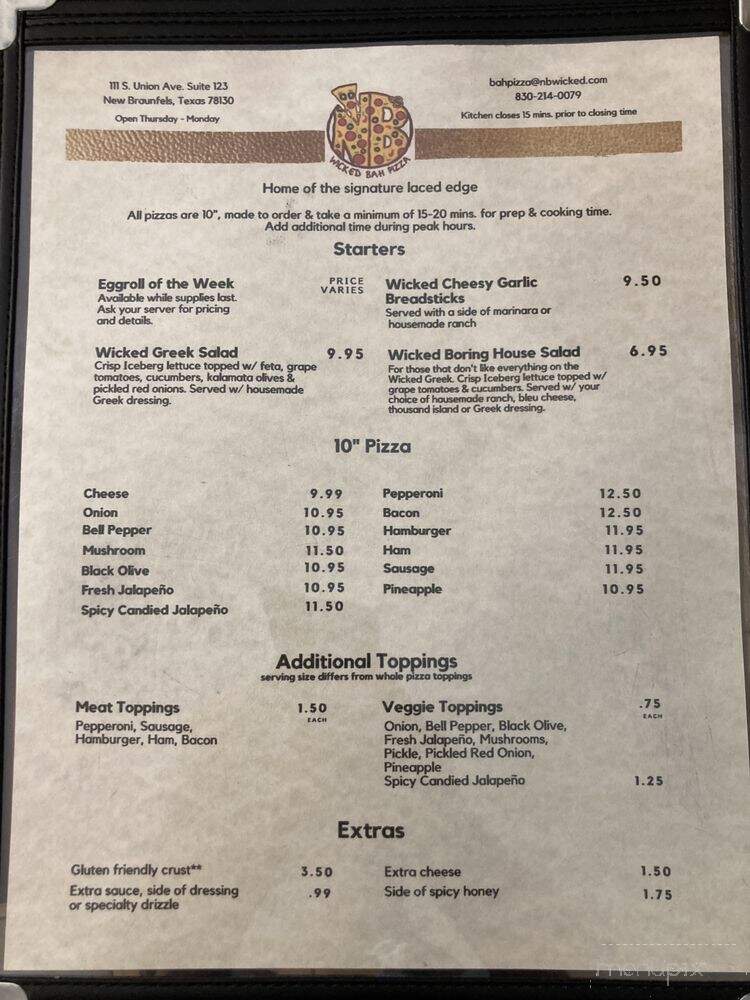 111 S. Union Ave. Suite 123
New Braunfels, Texas 78130
Open Thursday - Monday
bahpizza@nbwicked.com
830-214-0079
Kitchen closes 15 mins. prior to closing time
WICKED BAH PIZZA
Home of the signature laced edge
All pizzas are 10", made to order & take a minimum of 15-20 mins. for prep & cooking time.
Add additional time during peak hours.
Starters
Eggroll of the Week PRICE VARIES
Available while supplies last.
Ask your server for pricing
and details.
Wicked Cheesy Garlic 9.50
Breadsticks
Served with a side of marinara or
housemade ranch
Wicked Greek Salad 9.95
Crisp Iceberg lettuce topped w/ feta, grape
tomatoes, cucumbers, kalamata olives &
pickled red onions. Served w/ housemade
Greek dressing.
Wicked Boring House Salad 6.95
For those that don't like everything on the
Wicked Greek. Crisp Iceberg lettuce topped w/
grape tomatoes & cucumbers. Served w/ your
choice of housemade ranch, bleu cheese,
thousand island or Greek dressing.
10" Pizza
Cheese 9.99
Onion 10.95
Bell Pepper 10.95
Mushroom 11.50
Black Olive 10.95
Fresh Jalapeño 10.95
Spicy Candied Jalapeño 11.50
Pepperoni 12.50
Bacon 12.50
Hamburger 11.95
Ham 11.95
Sausage 11.95
Pineapple 10.95
Additional Toppings
serving size differs from whole pizza toppings
Meat Toppings 1.50 EACH
Pepperoni, Sausage,
Hamburger, Ham, Bacon
Veggie Toppings .75 EACH
Onion, Bell Pepper, Black Olive,
Fresh Jalapeño, Mushrooms,
Pickle, Pickled Red Onion,
Pineapple
Spicy Candied Jalapeño 1.25
Extras
Gluten friendly crust** 3.50
Extra sauce, side of dressing .99
or specialty drizzle
Extra cheese 1.50
Side of spicy honey 1.75
menupix